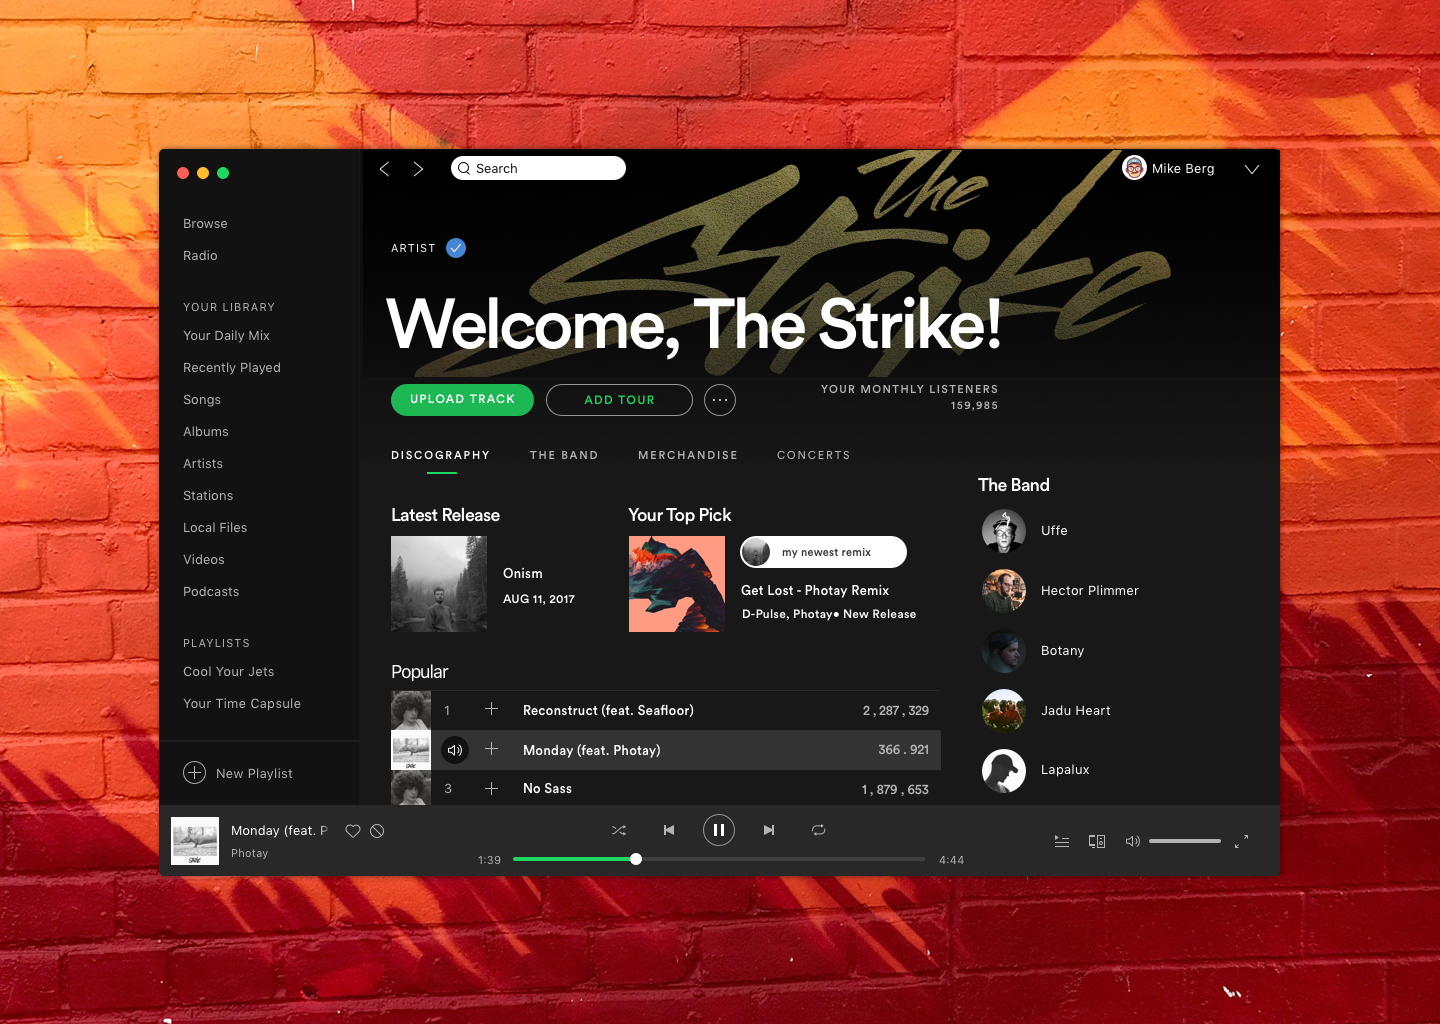 Search
Mike Berg
The
Strike
Browse
Radio
YOUR LIBRARY
Your Daily Mix
Recently Played
Songs
Albums
Artists
Stations
Local Files
Videos
Podcasts
PLAYLISTS
Cool Your Jets
Your Time Capsule
New Playlist
ARTIST
Welcome, The Strike!
UPLOAD TRACK
ADD TOUR
YOUR MONTHLY LISTENERS
159,985
DISCOGRAPHY THE BAND MERCHANDISE CONCERTS
Latest Release
Onism
AUG 11, 2017
Your Top Pick
my newest remix
Get Lost - Photay Remix
D-Pulse, Photay• New Release
Popular
1 Reconstruct (feat. Seafloor) 2 , 287 , 329
Monday (feat. Photay) 366 . 921
3 No Sass 1 , 879 , 653
The Band
Uffe
Hector Plimmer
Botany
Jadu Heart
Lapalux
Monday (feat. P
Photay
1:39
4:44